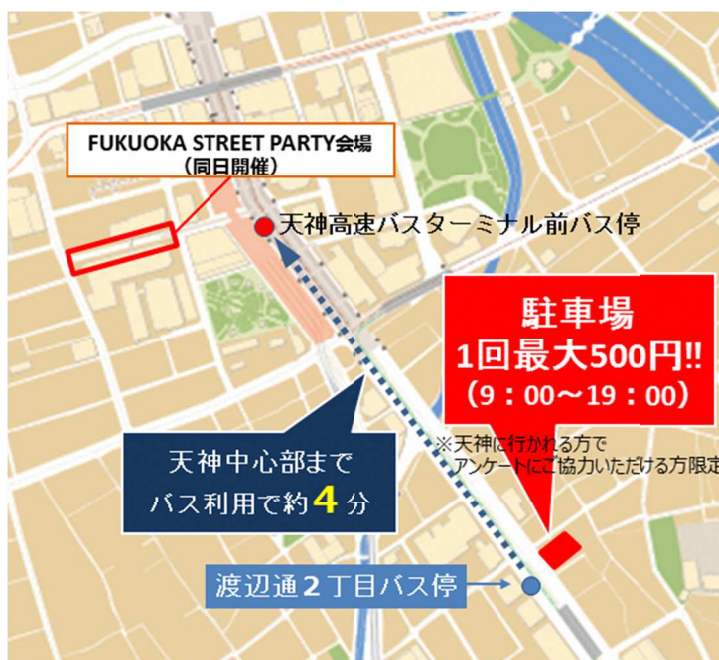 FUKUOKA STREET PARTY会場
（同日開催）
天神高速バスターミナル前バス停
駐車場
1回最大500円!!
（9：00～19：00）
※天神に行かれる方で
アンケートにご協力いただける方限定
天神中心部まで
バス利用で約4分
渡辺通2丁目バス停